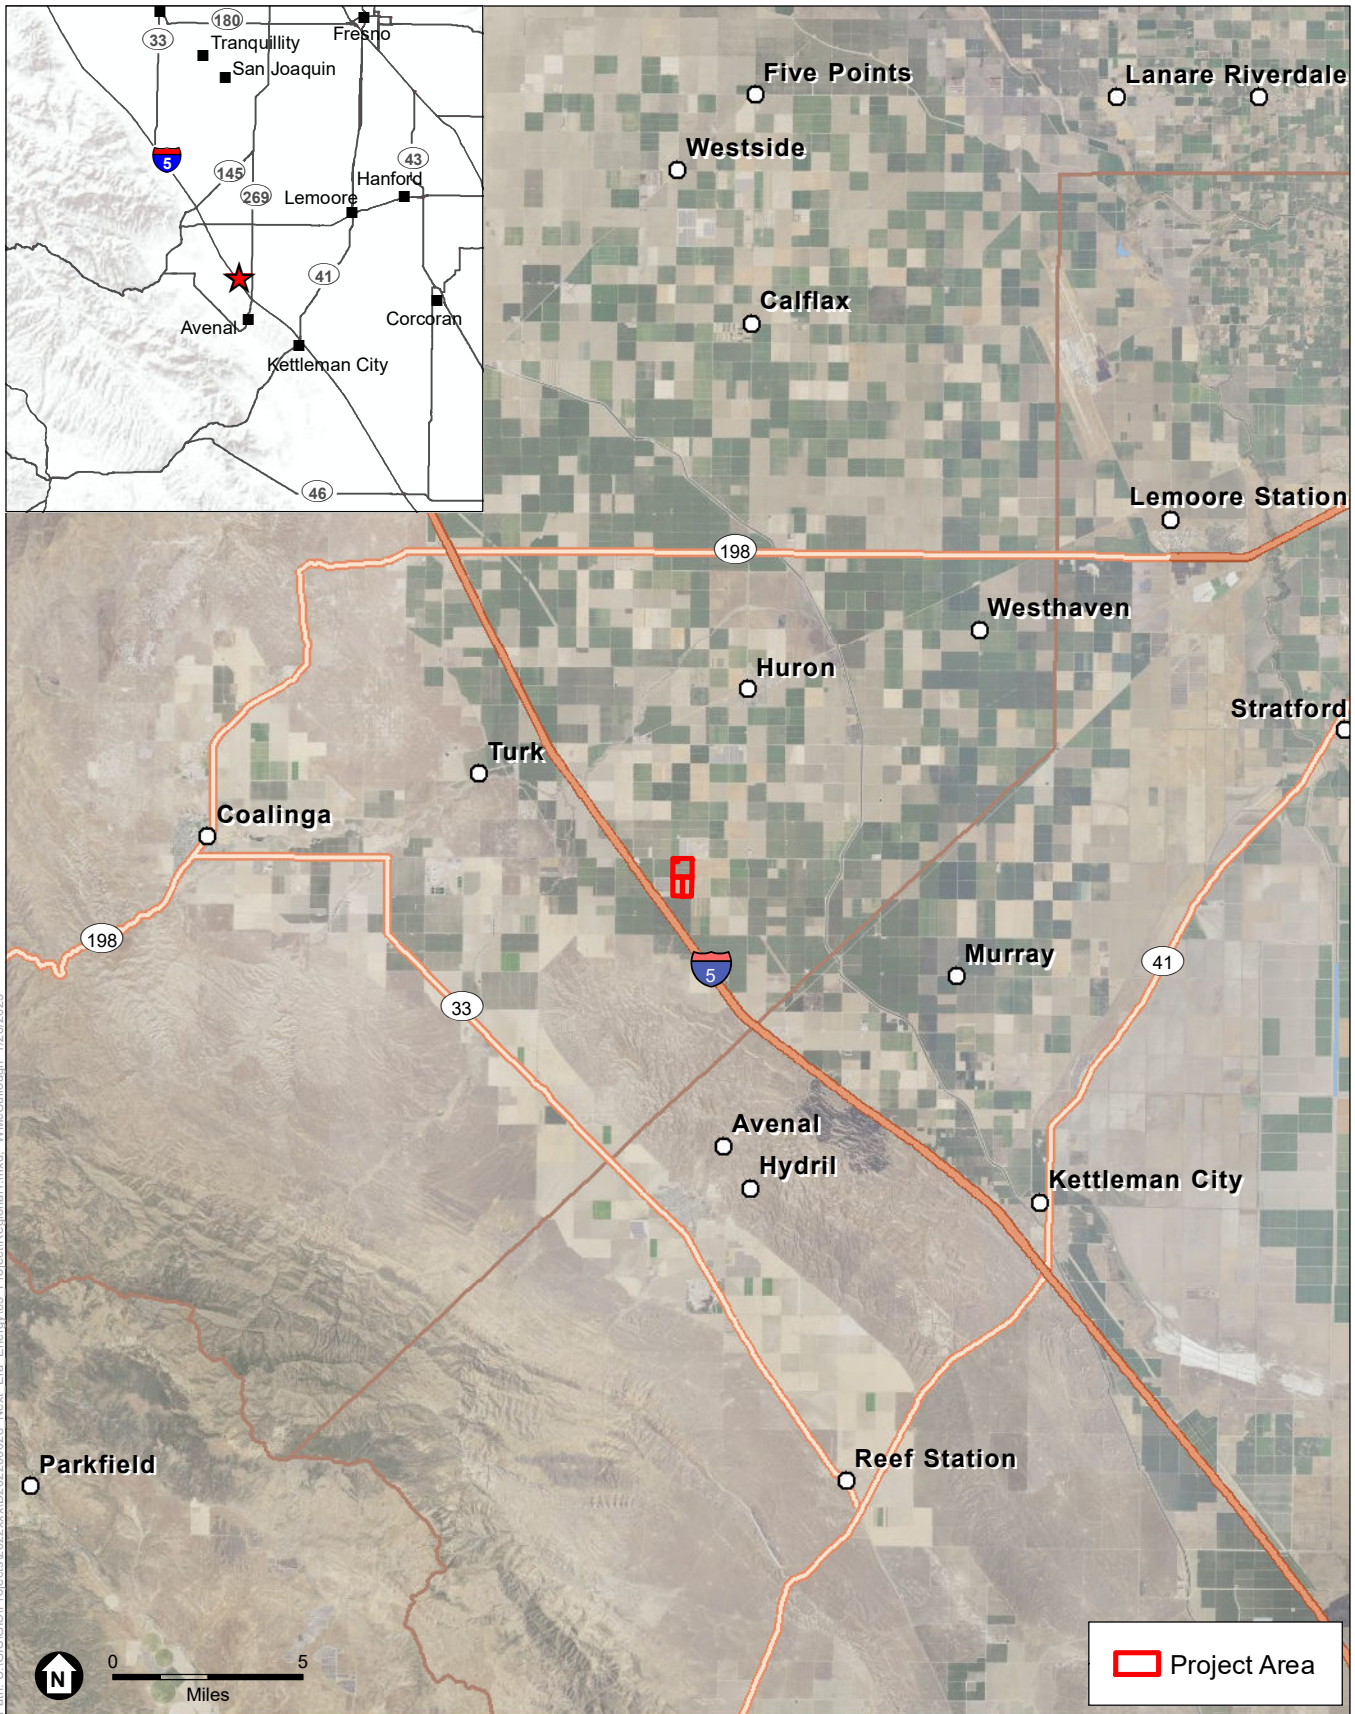 180
Fresno
33
Tranquillity
San Joaquin
5
145
43
Hanford
269
Lemoore
41
Avenal
Corcoran
Kettleman City
46
Five Points
Lanare Riverdale
Westside
Calflax
Lemoore Station
198
Westhaven
Huron
Stratford
Turk
Coalinga
198
5
Murray
41
33
Avenal
Hydril
Kettleman City
Reef Station
Parkfield
N
0 5
Miles
Project Area